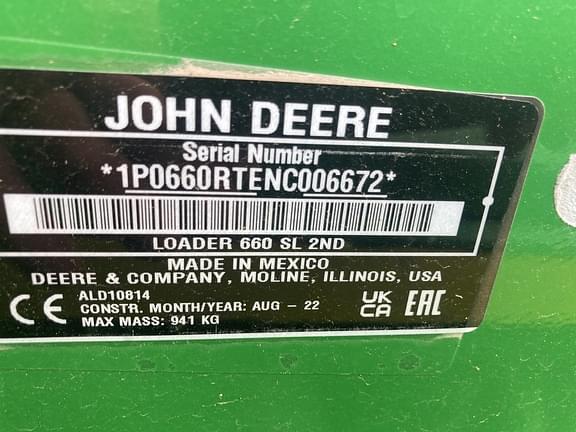 JOHN DEERE
Serial Number
*1P0660RTENC006672*
LOADER 660 SL 2ND
MADE IN MEXICO
DEERE & COMPANY, MOLINE, ILLINOIS, USA
ALD10814
CONSTR. MONTH/YEAR: AUG - 22
MAX MASS: 941 KG
CE
UK
CA
EAC